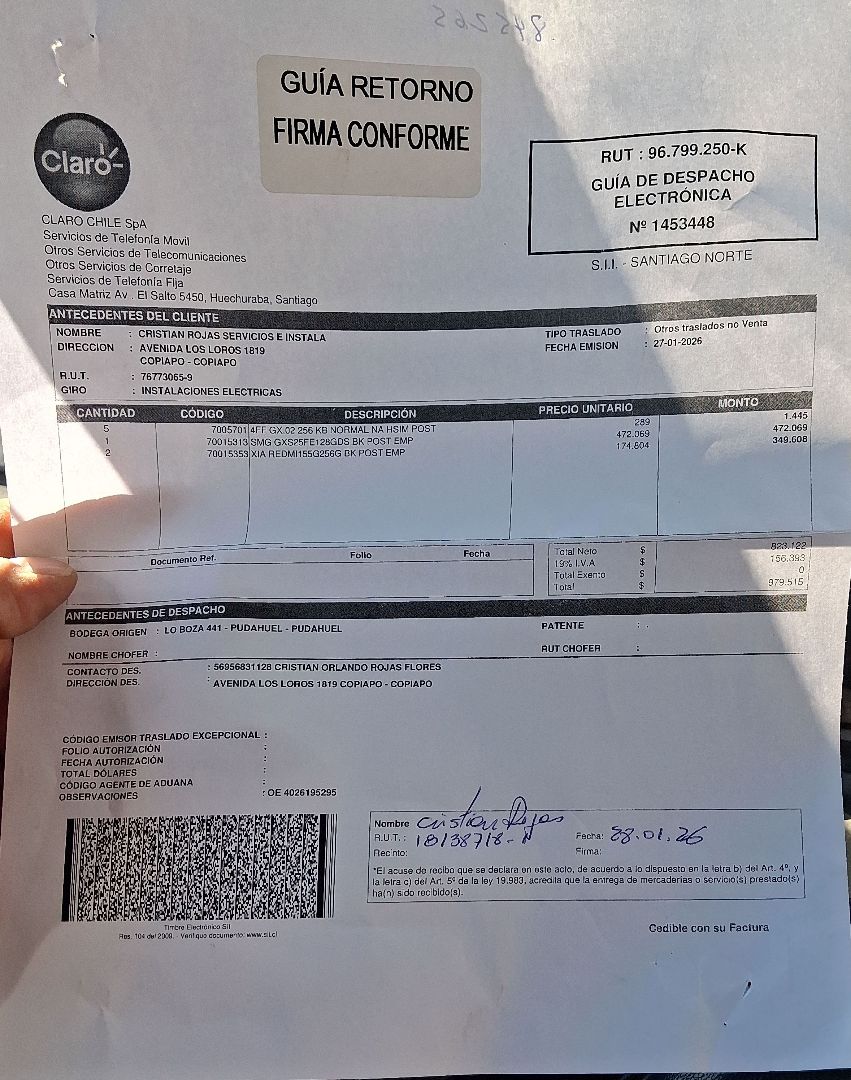 GUÍA RETORNO
FIRMA CONFORME
Claro-
RUT : 96.799.250-K
GUÍA DE DESPACHO
ELECTRÓNICA
Nº 1453448
S.I.I. - SANTIAGO NORTE
CLARO CHILE SpA
Servicios de Telefonía Movil
Otros Servicios de Telecomunicaciones
Otros Servicios de Corretaje
Servicios de Telefonía Fija
Casa Matriz Av . El Salto 5450, Huechuraba, Santiago
ANTECEDENTES DEL CLIENTE
NOMBRE : CRISTIAN ROJAS SERVICIOS E INSTALA TIPO TRASLADO : Otros traslados no Venta
DIRECCION : AVENIDA LOS LOROS 1819 FECHA EMISION : 27-01-2026
COPIAPO - COPIAPO
R.U.T. : 76773065-9
GIRO : INSTALACIONES ELECTRICAS
CANTIDAD CÓDIGO DESCRIPCIÓN PRECIO UNITARIO MONTO
5 7005701 4FF GX.02 256 KB NORMAL NA HSIM POST 289 1.445
1 70015313 SMG GXS25FE128GDS BK POST EMP 472.069 472.069
2 70015353 XIA REDMI155G256G BK POST EMP 174.804 349.608
Documento Ref. Folio Fecha
Total Neto $ 823.122
19% I.V.A $ 156.393
Total Exento $ 0
Total $ 979.515
ANTECEDENTES DE DESPACHO
BODEGA ORIGEN : LO BOZA 441 - PUDAHUEL - PUDAHUEL PATENTE : .
NOMBRE CHOFER : RUT CHOFER :
CONTACTO DES. : 56956831128 CRISTIAN ORLANDO ROJAS FLORES
DIRECCION DES. : AVENIDA LOS LOROS 1819 COPIAPO - COPIAPO
CÓDIGO EMISOR TRASLADO EXCEPCIONAL :
FOLIO AUTORIZACIÓN :
FECHA AUTORIZACIÓN :
TOTAL DÓLARES :
CÓDIGO AGENTE DE ADUANA :
OBSERVACIONES : OE 4026195295
Nombre Cristian Rojas
R.U.T. : 18138718- Fecha: 28.01.26
Recinto: Firma:
"El acuse de recibo que se declara en este acto, de acuerdo a lo dispuesto en la letra b) del Art. 4º, y
la letra c) del Art. 5º de la ley 19.983, acredita que la entrega de mercaderías o servicio(s) prestado(s)
ha(n) sido recibido(s).
Timbre Electrónico SII
Res. 104 del 2009 - Verifique documento: www.sii.cl
Cedible con su Factura